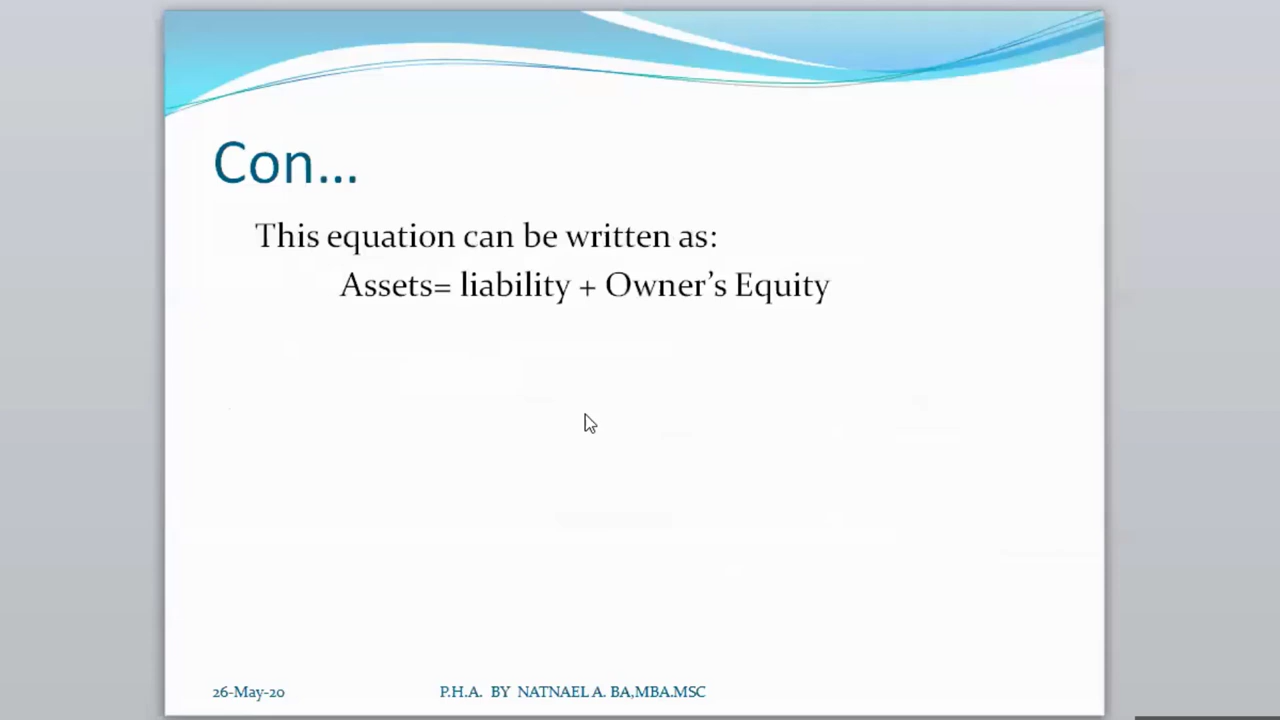 Con...
This equation can be written as:
Assets= liability + Owner’s Equity
26-May-20
P.H.A. BY NATNAEL A. BA,MBA.MSC